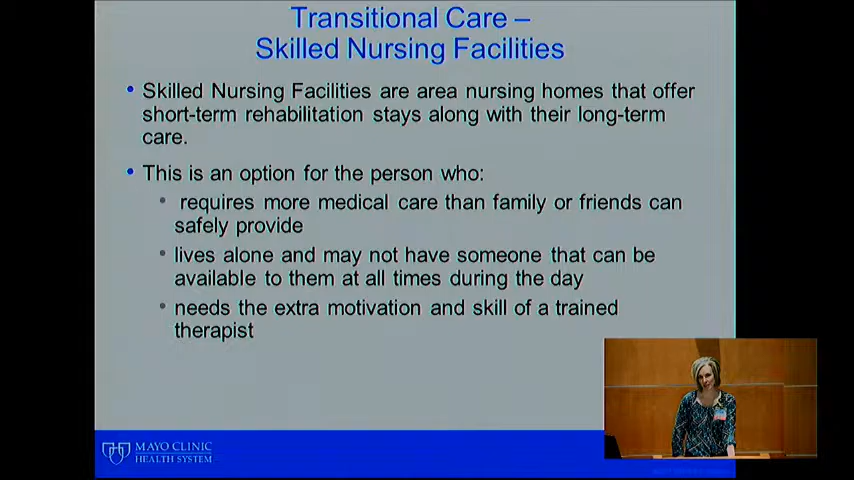 Transitional Care –
Skilled Nursing Facilities
• Skilled Nursing Facilities are area nursing homes that offer
short-term rehabilitation stays along with their long-term
care.
• This is an option for the person who:
• requires more medical care than family or friends can
safely provide
• lives alone and may not have someone that can be
available to them at all times during the day
• needs the extra motivation and skill of a trained
therapist
MAYO CLINIC
HEALTH SYSTEM